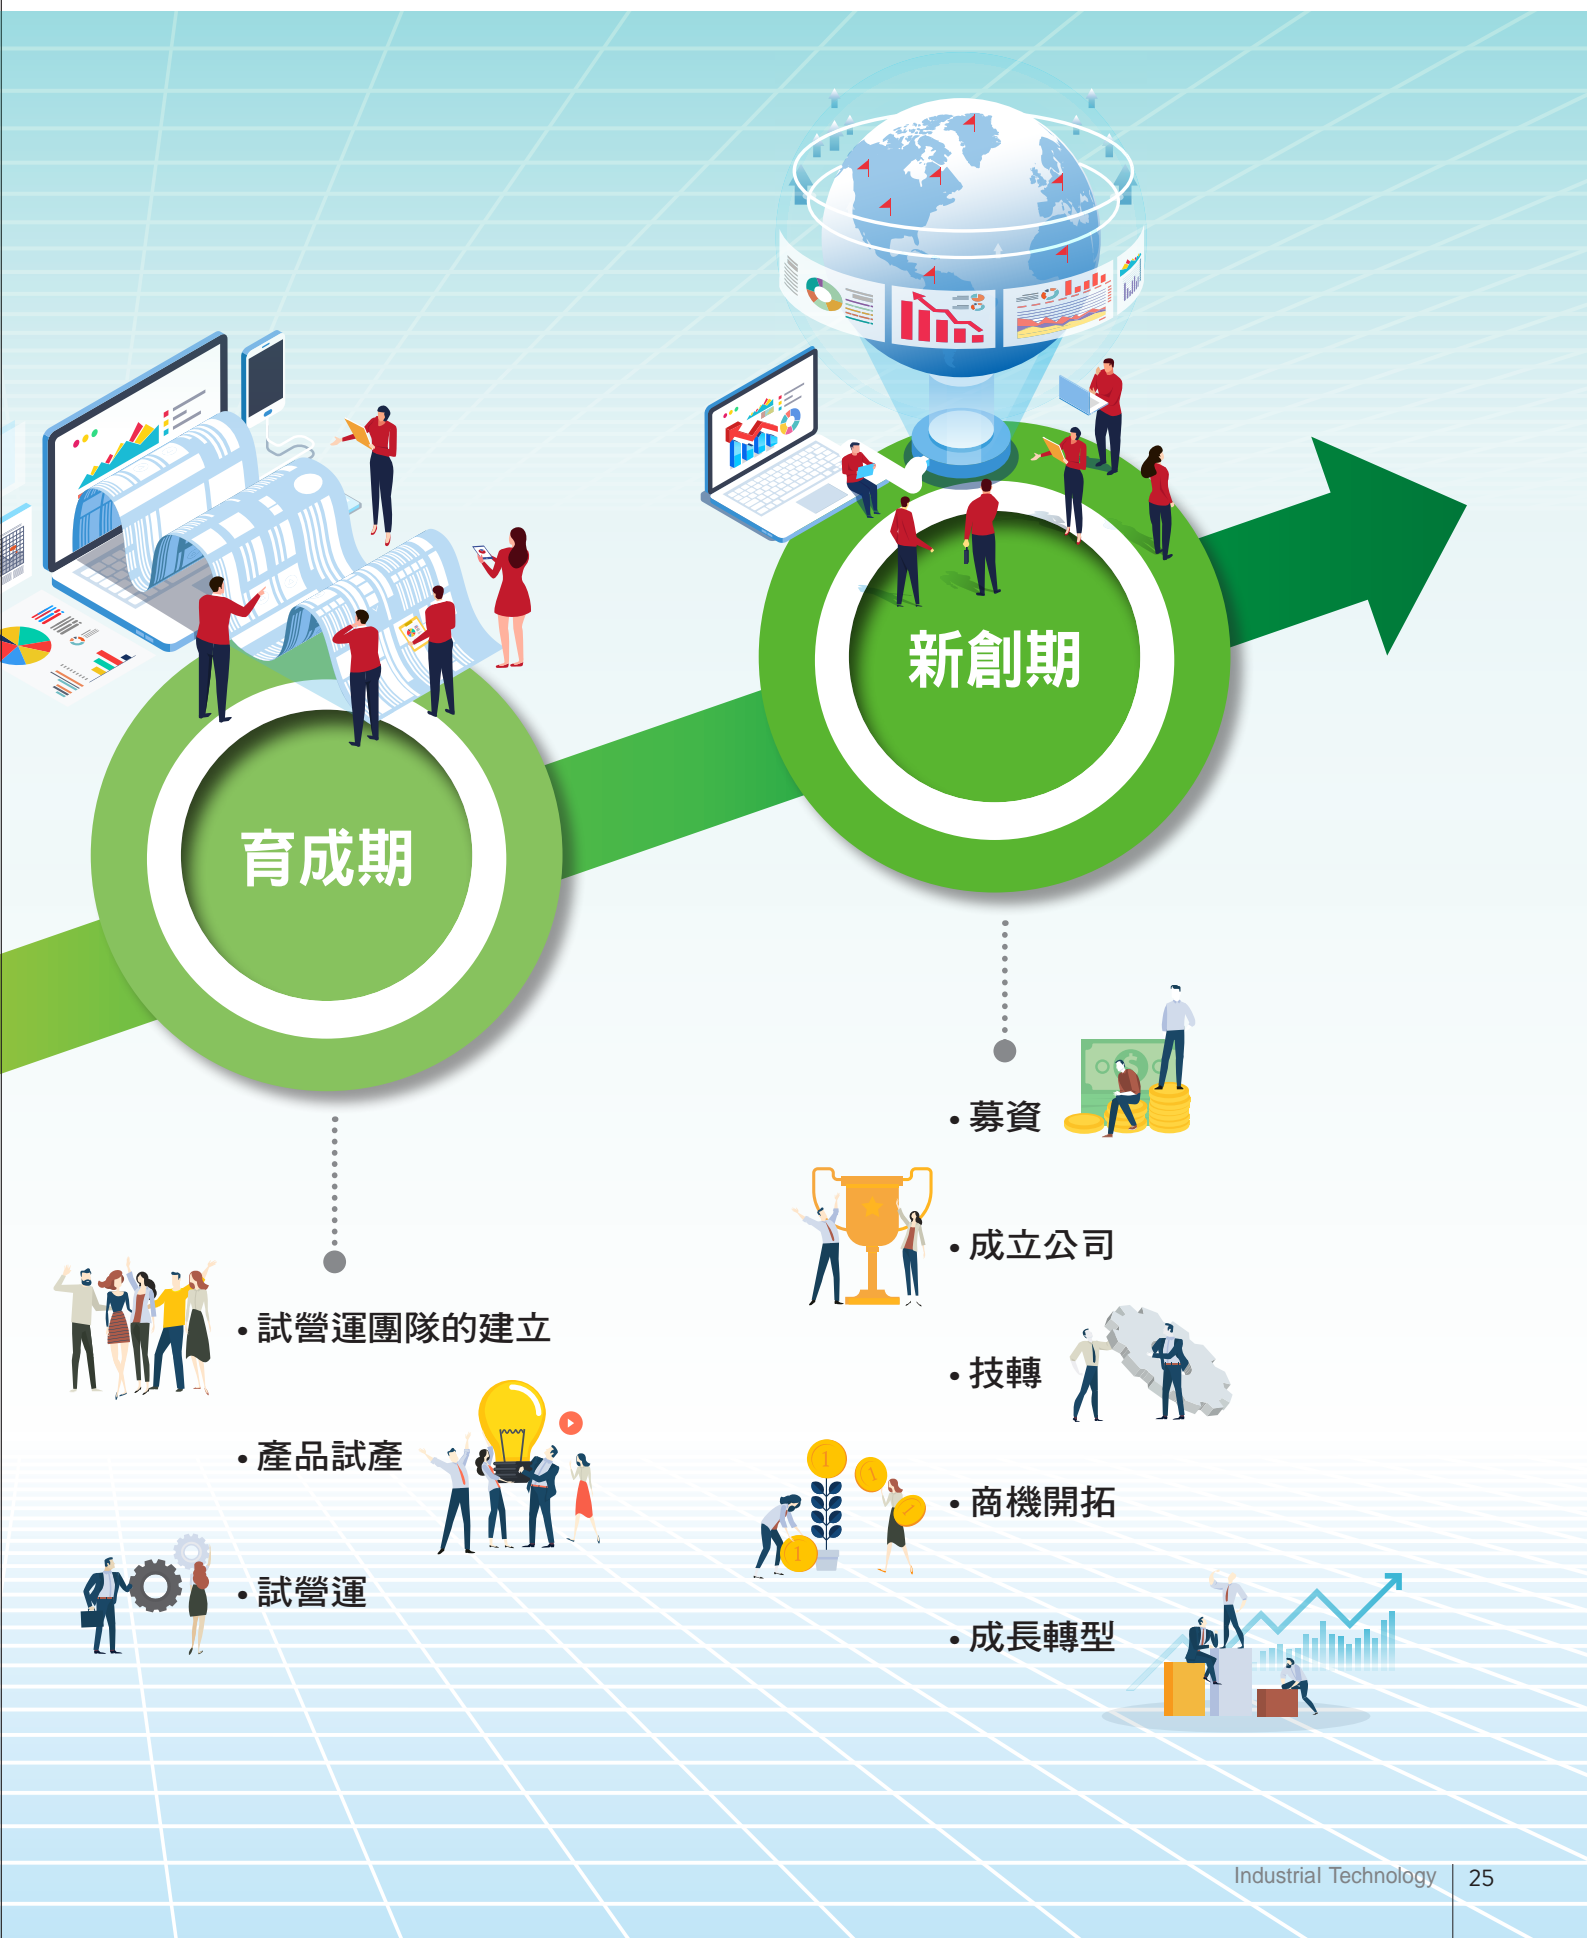 育成期
• 試營運團隊的建立
• 產品試產
• 試營運
新創期
• 募資
• 成立公司
• 技轉
• 商機開拓
• 成長轉型
Industrial Technology 25